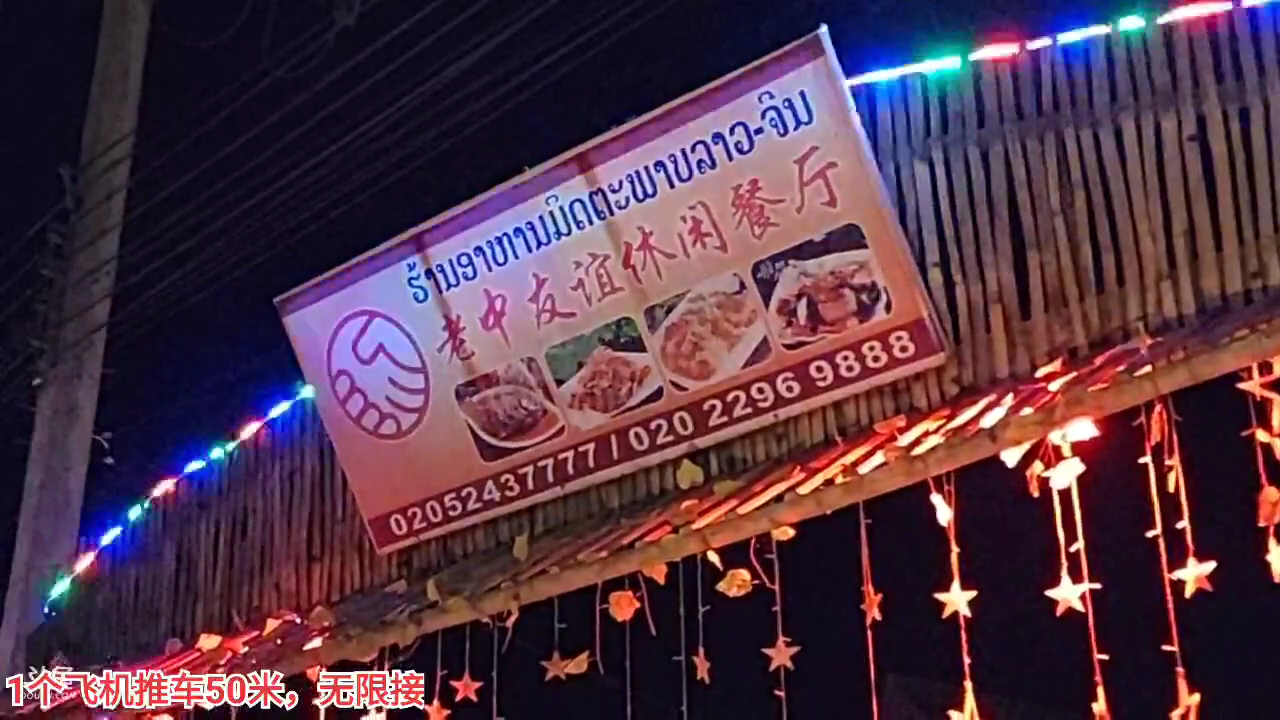 ຮ້ານອາຫານມິດຕະພາບລາວ-ຈີນ
老中友谊休闲餐厅
02052437777 | 020 2296 9888
1个飞机推车50米，无限接